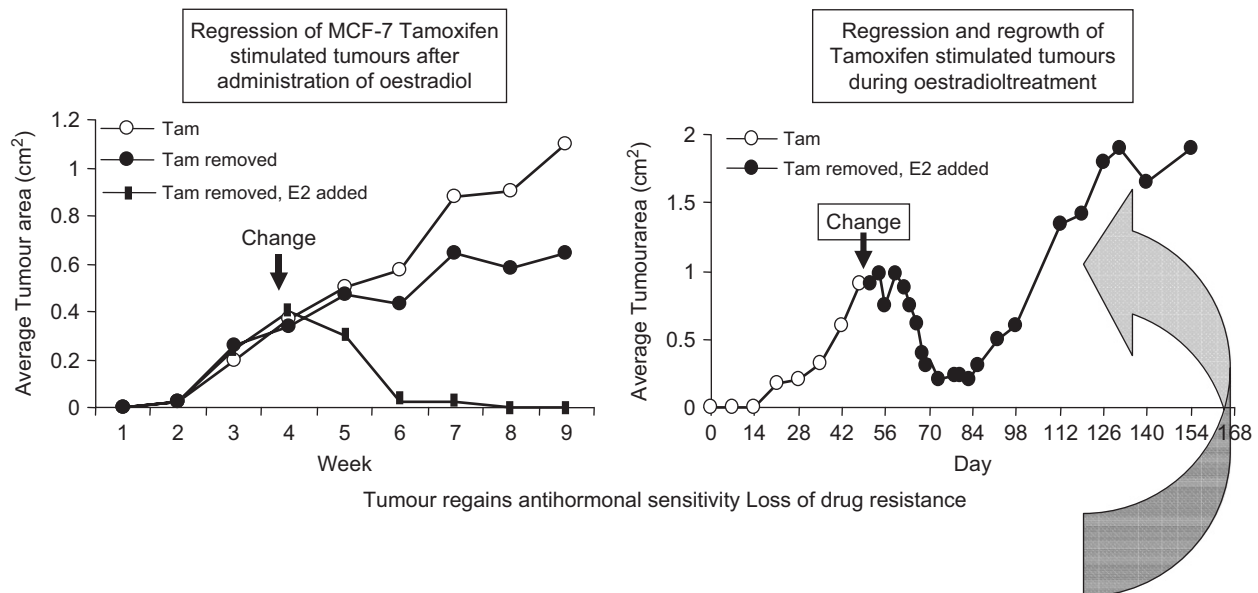 Regression of MCF-7 Tamoxifen
stimulated tumours after
administration of oestradiol
Tam
Tam removed
Tam removed, E2 added
Change
Average Tumour area (cm²)
1.2
1
0.8
0.6
0.4
0.2
0
1 2 3 4 5 6 7 8 9
Week
Regression and regrowth of
Tamoxifen stimulated tumours
during oestradioltreatment
Tam
Tam removed, E2 added
Change
Average Tumourarea (cm²)
2
1.5
1
0.5
0
0 14 28 42 56 70 84 98 112 126 140 154 168
Day
Tumour regains antihormonal sensitivity Loss of drug resistance